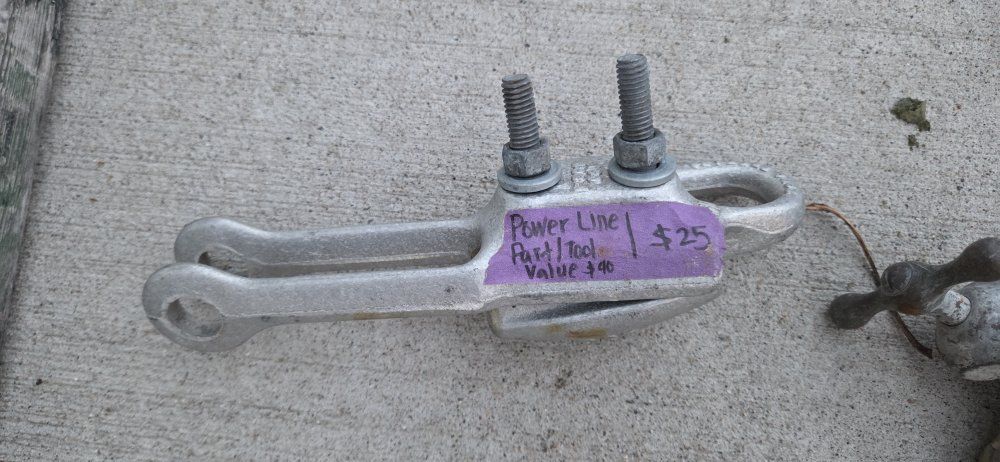 Power Line
Part/Tool
Value $40
$25